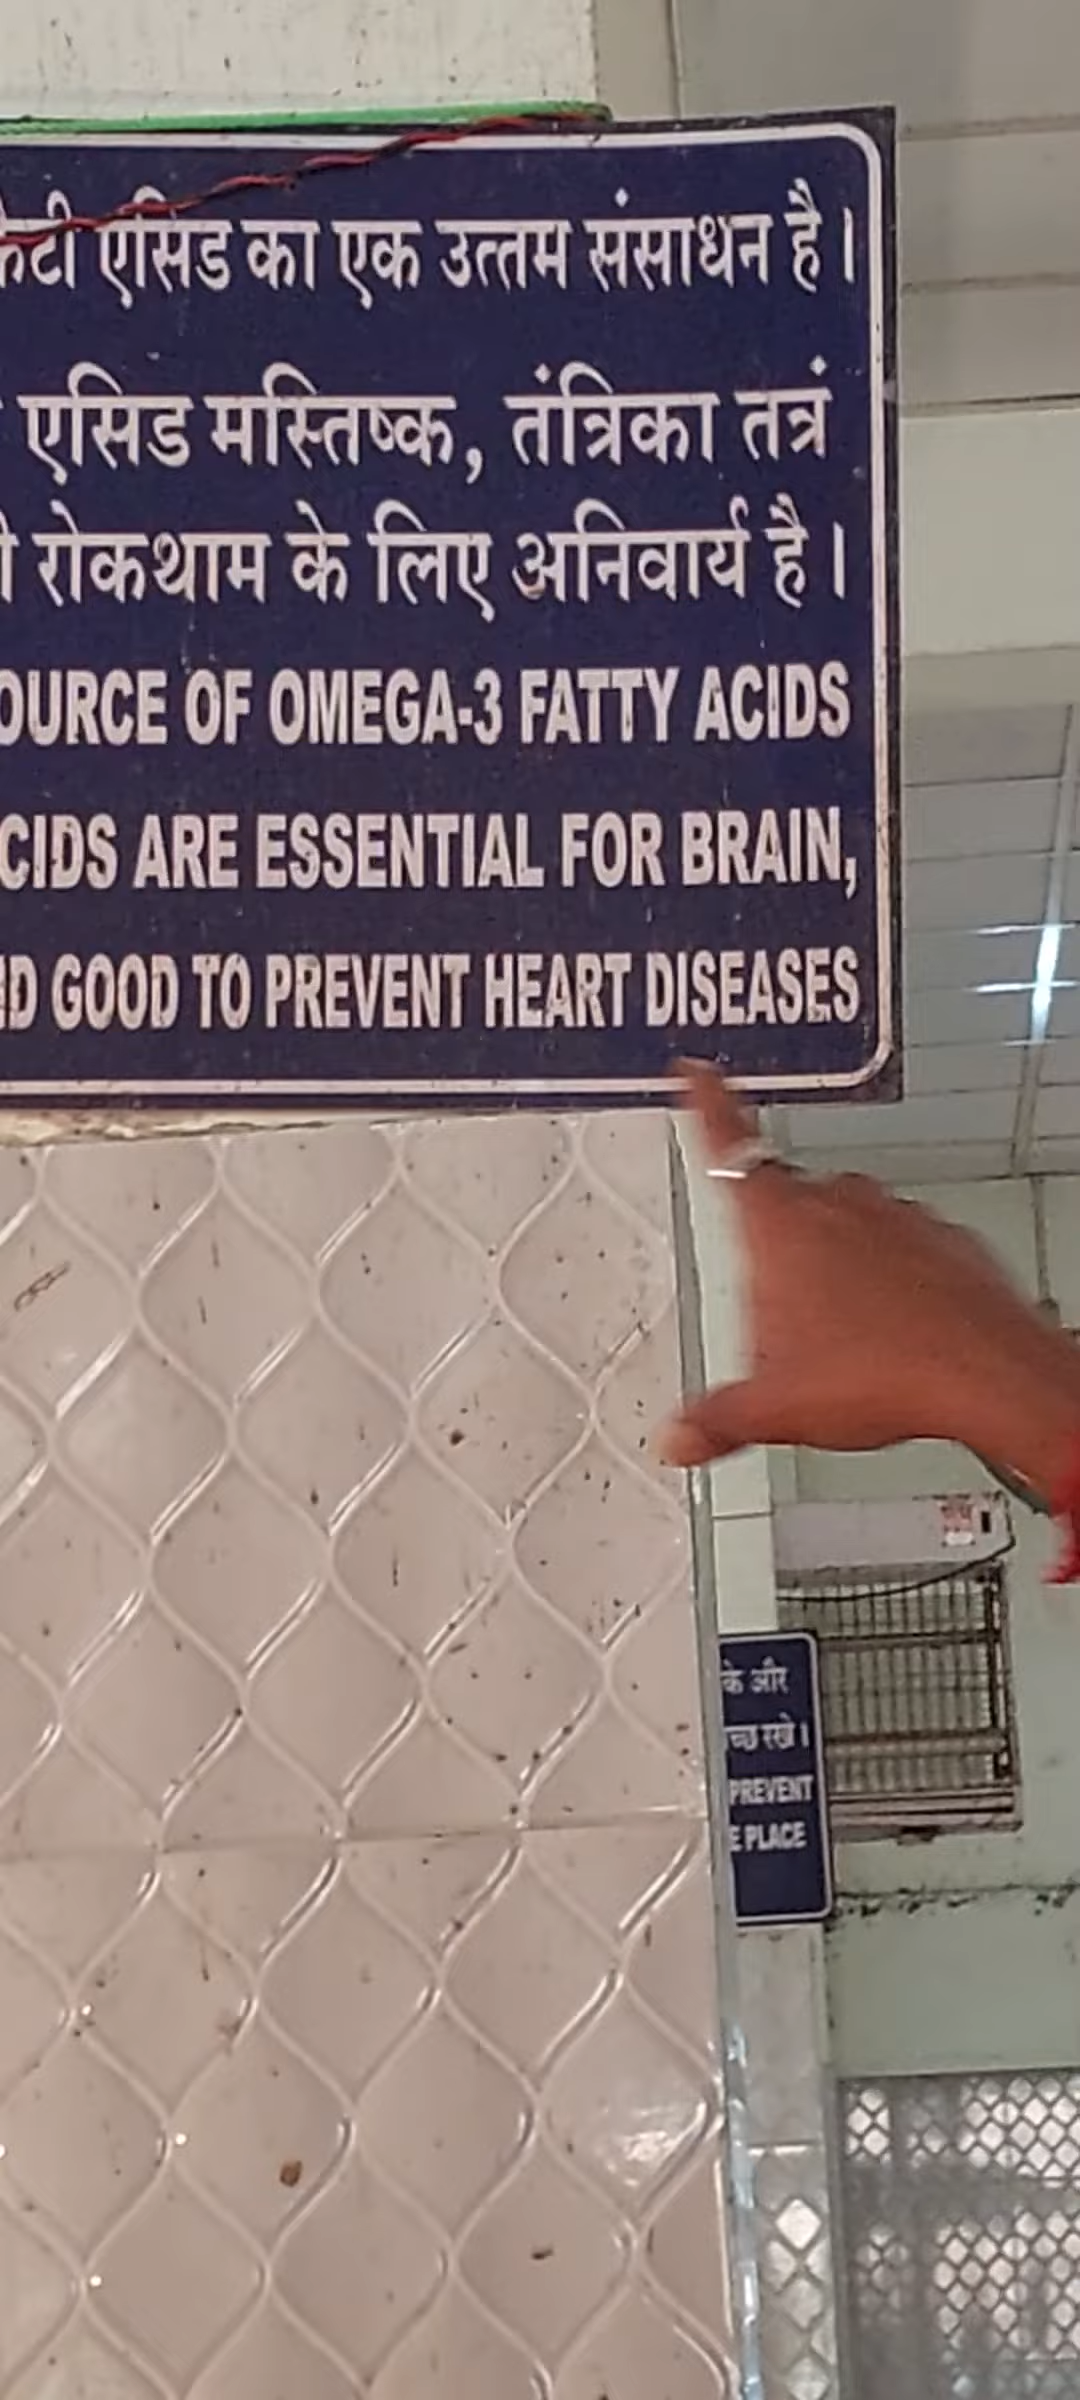 एसिड का एक उत्तम संसाधन है।
एसिड मस्तिष्क, तंत्रिका तत्रं
रोकथाम के लिए अनिवार्य है।
OURCE OF OMEGA-3 FATTY ACIDS
CIDS ARE ESSENTIAL FOR BRAIN,
D GOOD TO PREVENT HEART DISEASES
के और
रखे।
PREVENT
E PLACE